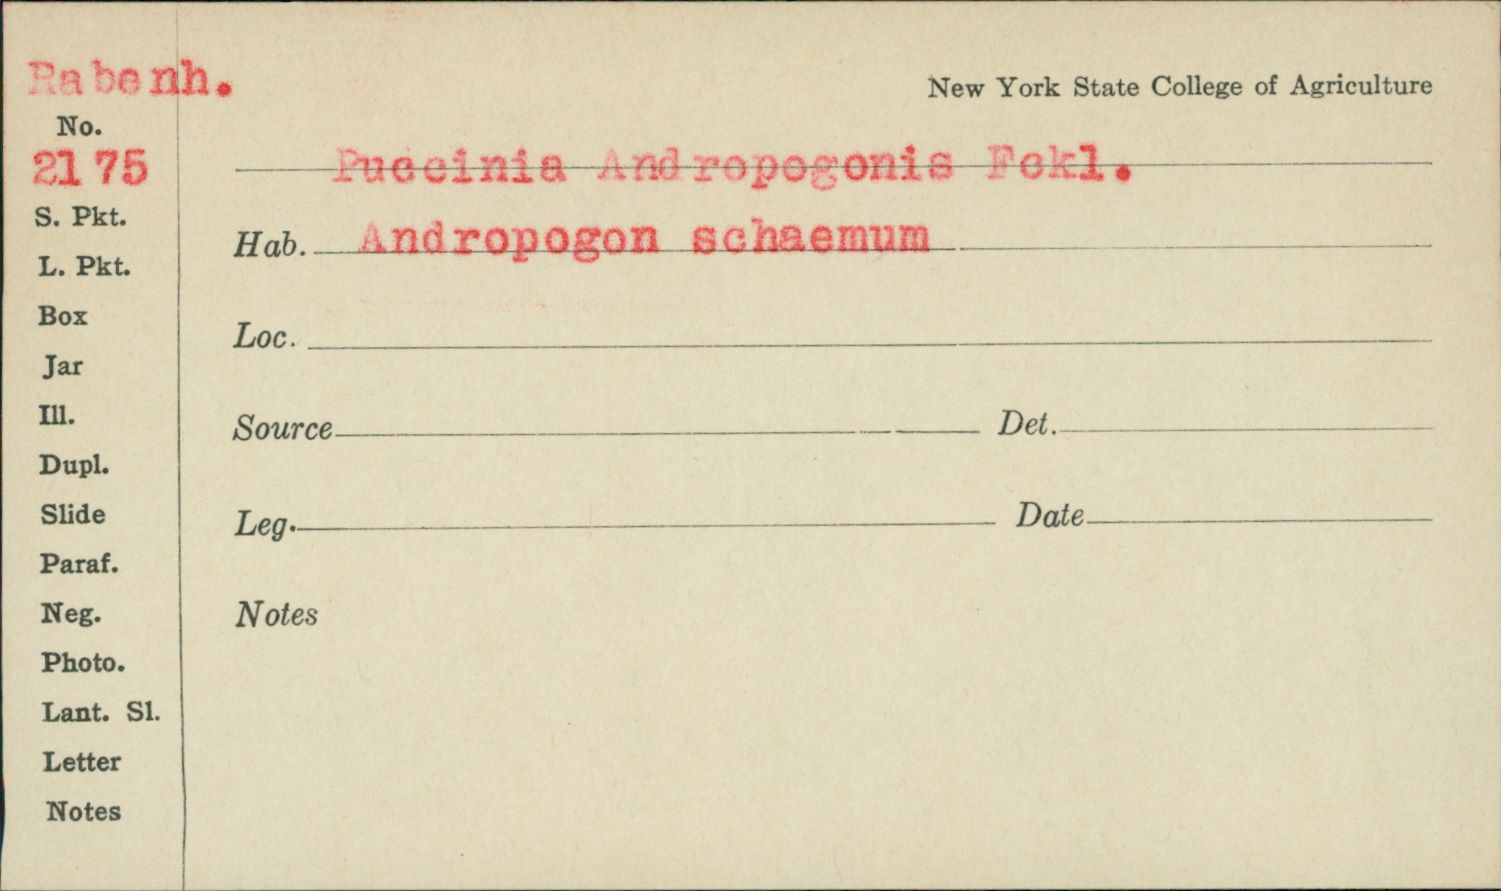 Rabenh.
New York State College of Agriculture
No.
2175
Puccinia Andropogonis Fckl.
S. Pkt.
Hab. Andropogon schaemum
L. Pkt.
Box
Loc.
Jar
Ill.
Source Det.
Dupl.
Slide
Leg. Date
Paraf.
Neg.
Notes
Photo.
Lant. Sl.
Letter
Notes